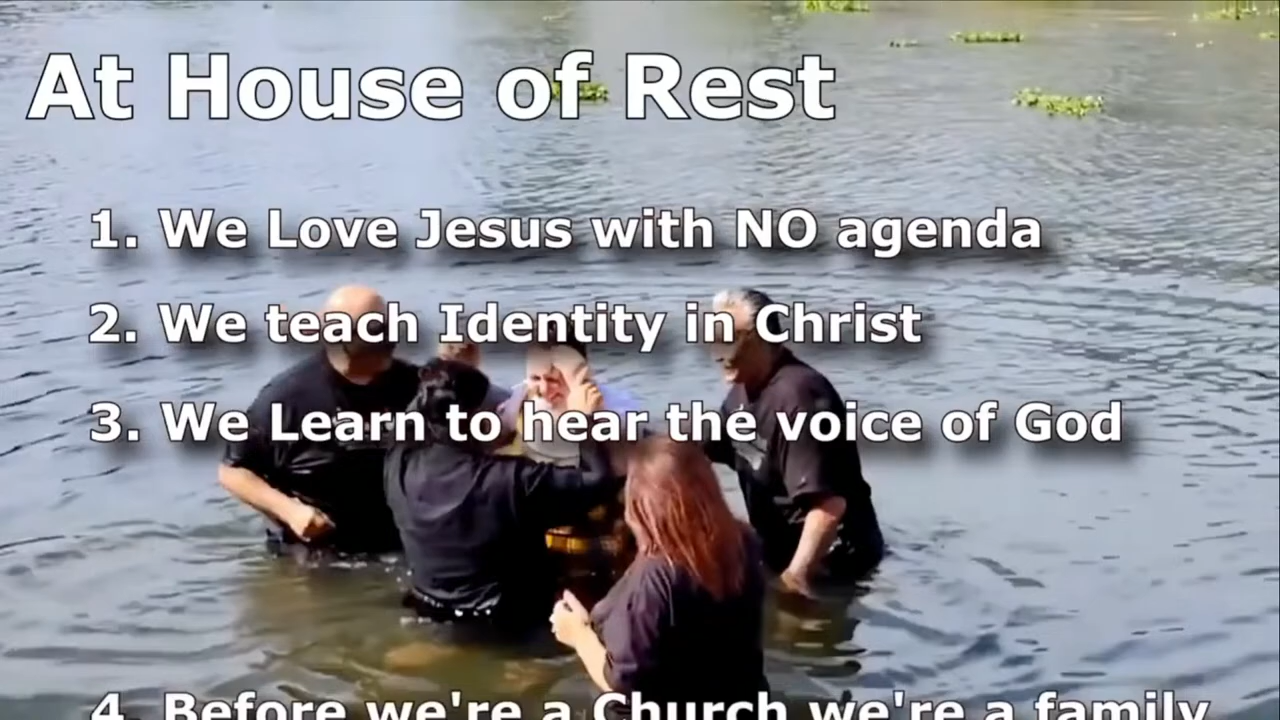 At House of Rest
1. We Love Jesus with NO agenda
2. We teach Identity in Christ
3. We Learn to hear the voice of God
4. Before we're a Church we're a family